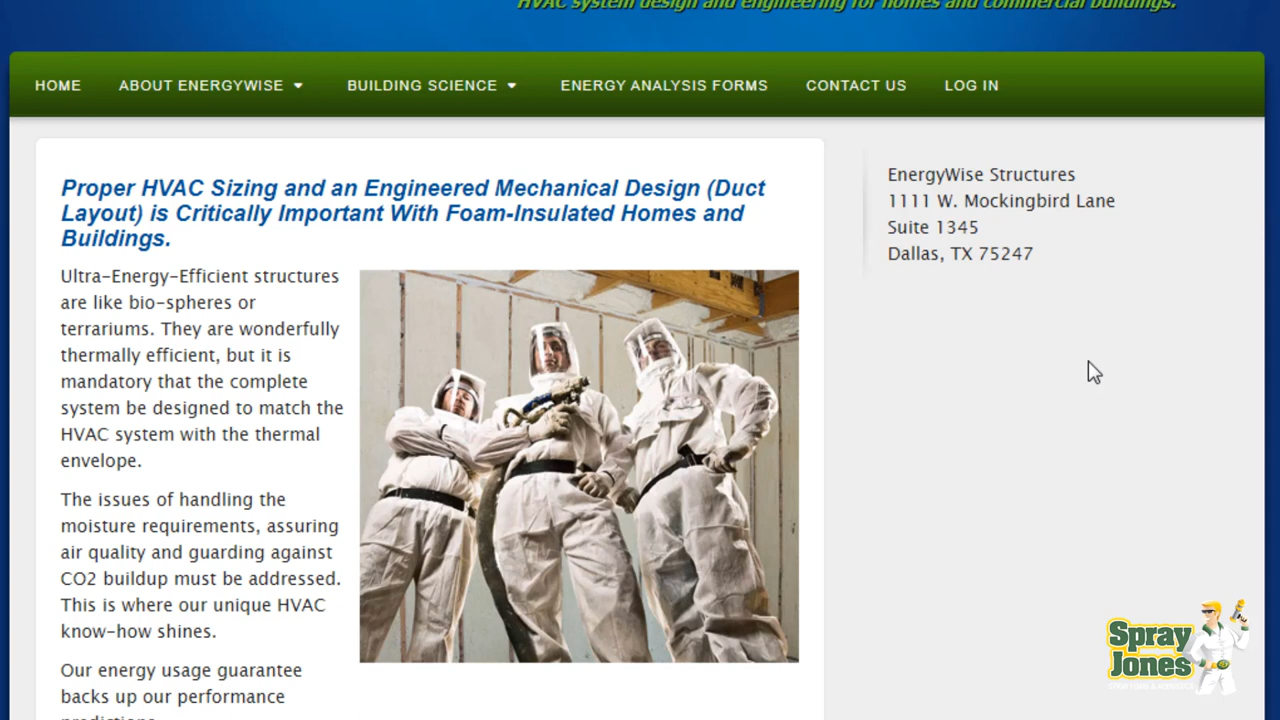 HVAC system design and engineering for homes and commercial buildings.
HOME ABOUT ENERGYWISE BUILDING SCIENCE ENERGY ANALYSIS FORMS CONTACT US LOG IN
Proper HVAC Sizing and an Engineered Mechanical Design (Duct
Layout) is Critically Important With Foam-Insulated Homes and
Buildings.
Ultra-Energy-Efficient structures
are like bio-spheres or
terrariums. They are wonderfully
thermally efficient, but it is
mandatory that the complete
system be designed to match the
HVAC system with the thermal
envelope.
The issues of handling the
moisture requirements, assuring
air quality and guarding against
CO2 buildup must be addressed.
This is where our unique HVAC
know-how shines.
Our energy usage guarantee
backs up our performance
predictions.
EnergyWise Structures
1111 W. Mockingbird Lane
Suite 1345
Dallas, TX 75247
Spray
Jones